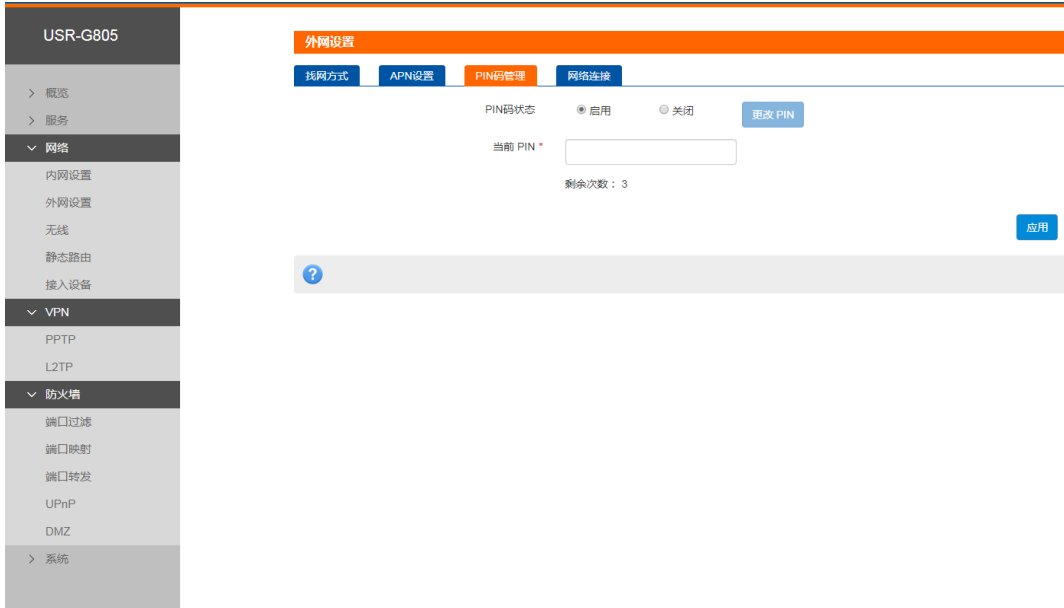 USR-G805
概览
服务
网络
内网设置
外网设置
无线
静态路由
接入设备
VPN
PPTP
L2TP
防火墙
端口过滤
端口映射
端口转发
UPnP
DMZ
系统
外网设置
找网方式 APN设置 PIN码管理 网络连接
PIN码状态 启用 关闭 更改 PIN
当前 PIN *
剩余次数： 3
应用